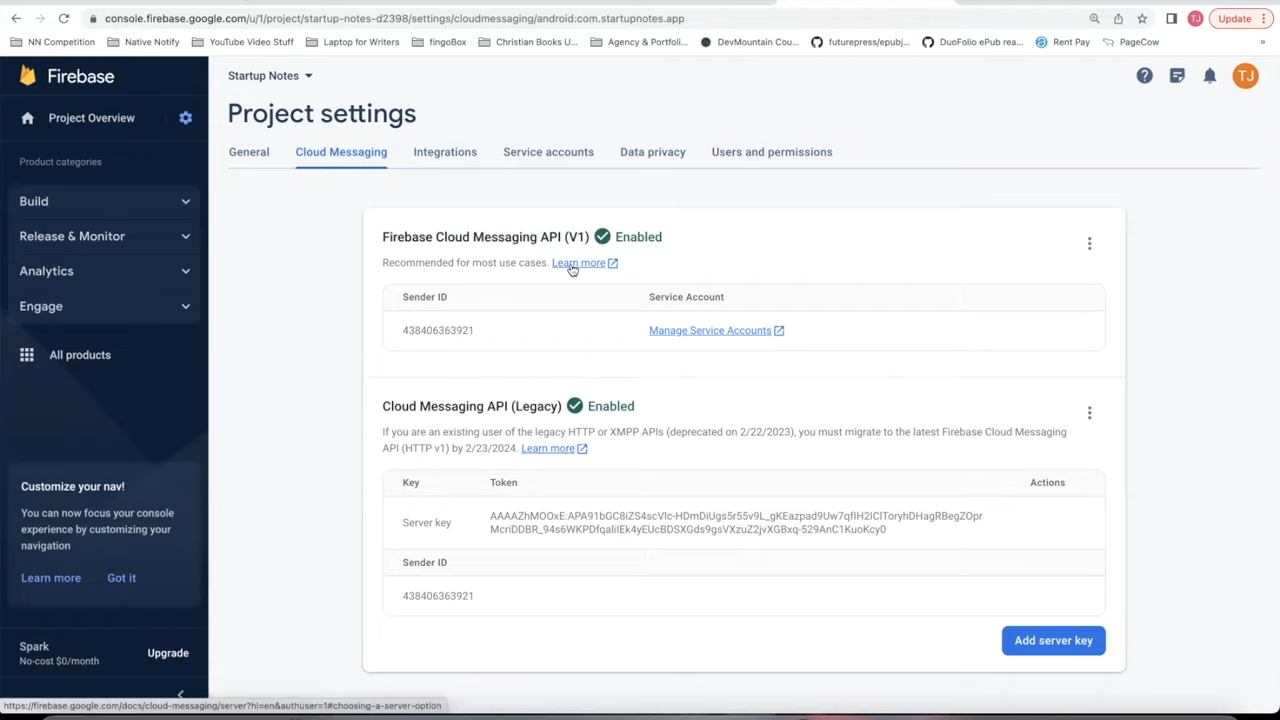 console.firebase.google.com/u/1/project/startup-notes-d2398/settings/cloudmessaging/android:com.startupnotes.app
TJ
Update
NN Competition
Native Notify
YouTube Video Stuff
Laptop for Writers
fingoBox
Christian Books U...
Agency & Portfoli...
DevMountain Cou...
futurepress/epubj...
DuoFolio ePub rea...
Rent Pay
PageCow
»
Firebase
Startup Notes
TJ
Project Overview
Project settings
General
Cloud Messaging
Integrations
Service accounts
Data privacy
Users and permissions
Product categories
Build
Release & Monitor
Analytics
Engage
All products
Firebase Cloud Messaging API (V1) Enabled
Recommended for most use cases. Learn more
Sender ID
Service Account
438406363921
Manage Service Accounts
Cloud Messaging API (Legacy) Enabled
If you are an existing user of the legacy HTTP or XMPP APIs (deprecated on 2/22/2023), you must migrate to the latest Firebase Cloud Messaging
API (HTTP v1) by 2/23/2024. Learn more
Key
Token
Actions
Server key
Sender ID
438406363921
Add server key
Customize your nav!
You can now focus your console
experience by customizing your
navigation
Learn more
Got it
Spark
No-cost $0/month
Upgrade
https://firebase.google.com/docs/cloud-messaging/server?hl=en&authuser=1#choosing-a-server-option